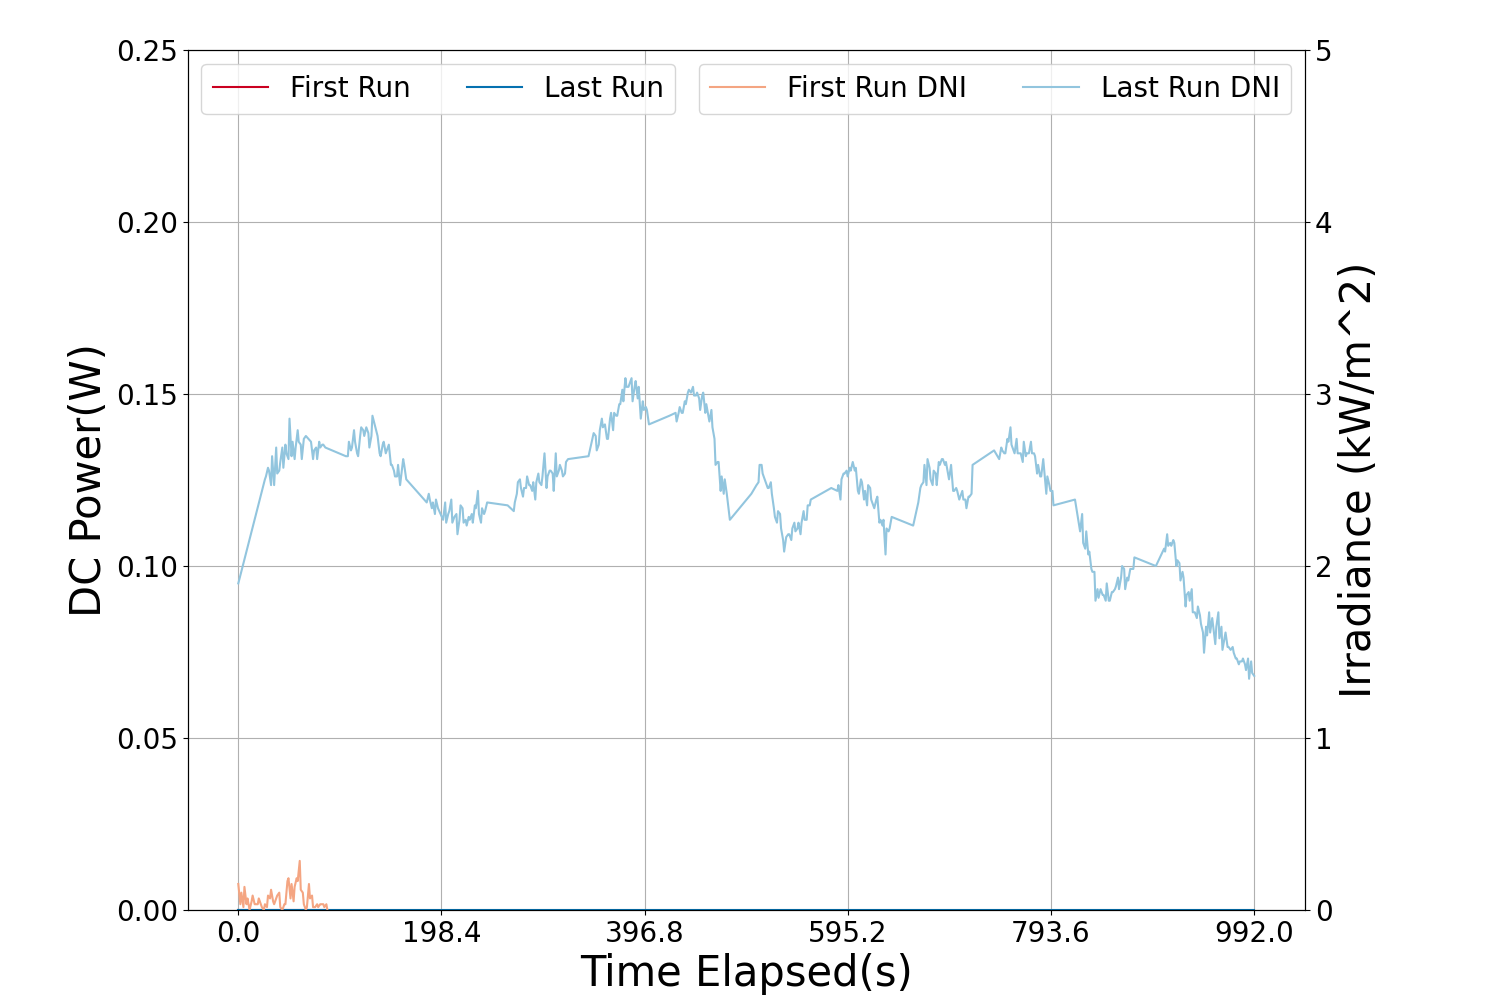 First Run
Last Run
First Run DNI
Last Run DNI
0.25
0.20
0.15
0.10
0.05
0.00
DC Power(W)
5
4
3
2
1
0
Irradiance (kW/m^2)
0.0 198.4 396.8 595.2 793.6 992.0
Time Elapsed(s)